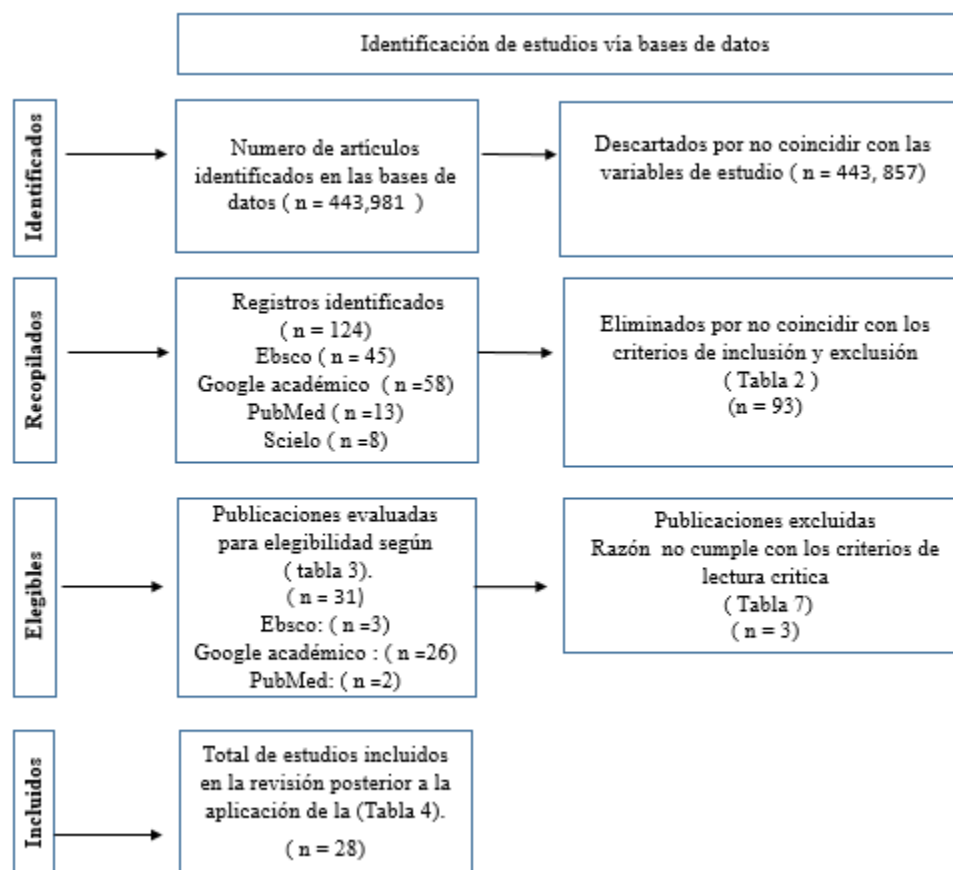 Identificación de estudios vía bases de datos
Identificados
Numero de artículos
identificados en las bases de
datos ( n = 443,981 )
Descartados por no coincidir con las
variables de estudio ( n = 443, 857)
Recopilados
Registros identificados
( n = 124)
Ebsco ( n = 45)
Google académico ( n =58)
PubMed ( n =13)
Scielo ( n =8)
Eliminados por no coincidir con los
criterios de inclusión y exclusión
( Tabla 2 )
(n = 93)
Elegibles
Publicaciones evaluadas
para elegibilidad según
( tabla 3).
( n = 31)
Ebsco: ( n =3)
Google académico : ( n =26)
PubMed: ( n =2)
Publicaciones excluidas
Razón no cumple con los criterios de
lectura critica
( Tabla 7)
( n = 3)
Incluidos
Total de estudios incluidos
en la revisión posterior a la
aplicación de la (Tabla 4).
( n = 28)